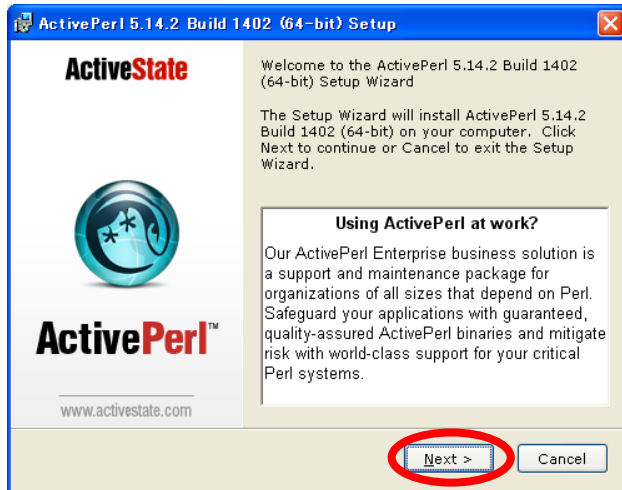 ActivePerl 5.14.2 Build 1402 (64-bit) Setup
ActiveState
Welcome to the ActivePerl 5.14.2 Build 1402
(64-bit) Setup Wizard
The Setup Wizard will install ActivePerl 5.14.2
Build 1402 (64-bit) on your computer. Click
Next to continue or Cancel to exit the Setup
Wizard.
Using ActivePerl at work?
Our ActivePerl Enterprise business solution is
a support and maintenance package for
organizations of all sizes that depend on Perl.
Safeguard your applications with guaranteed,
quality-assured ActivePerl binaries and mitigate
risk with world-class support for your critical
Perl systems.
ActivePerl™
www.activestate.com
Next >
Cancel